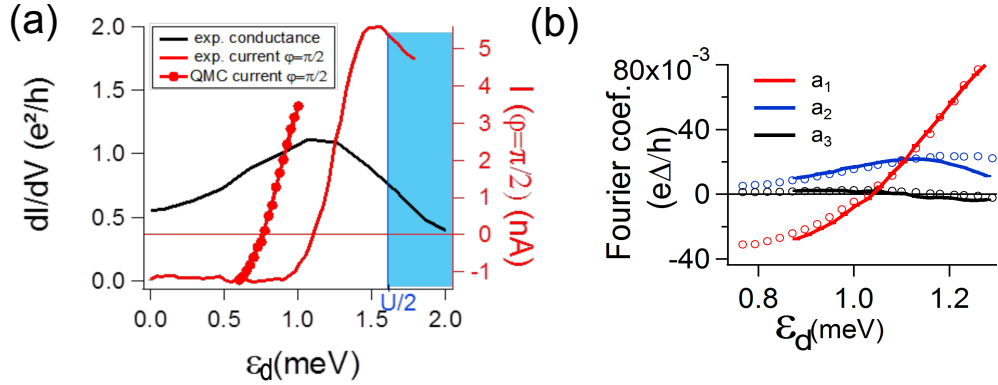 (a)
exp. conductance
exp. current φ=π/2
QMC current φ=π/2
dI/dV (e²/h)
2.0
1.5
1.0
0.5
0.0
I (φ=π/2) (nA)
5
4
3
2
1
0
-1
0.0 0.5 1.0 1.5 2.0
U/2
εd(meV)
(b)
Fourier coef.
(eΔ/h)
80x10⁻³
40
0
-40
a₁
a₂
a₃
0.8 1.0 1.2
εd(meV)